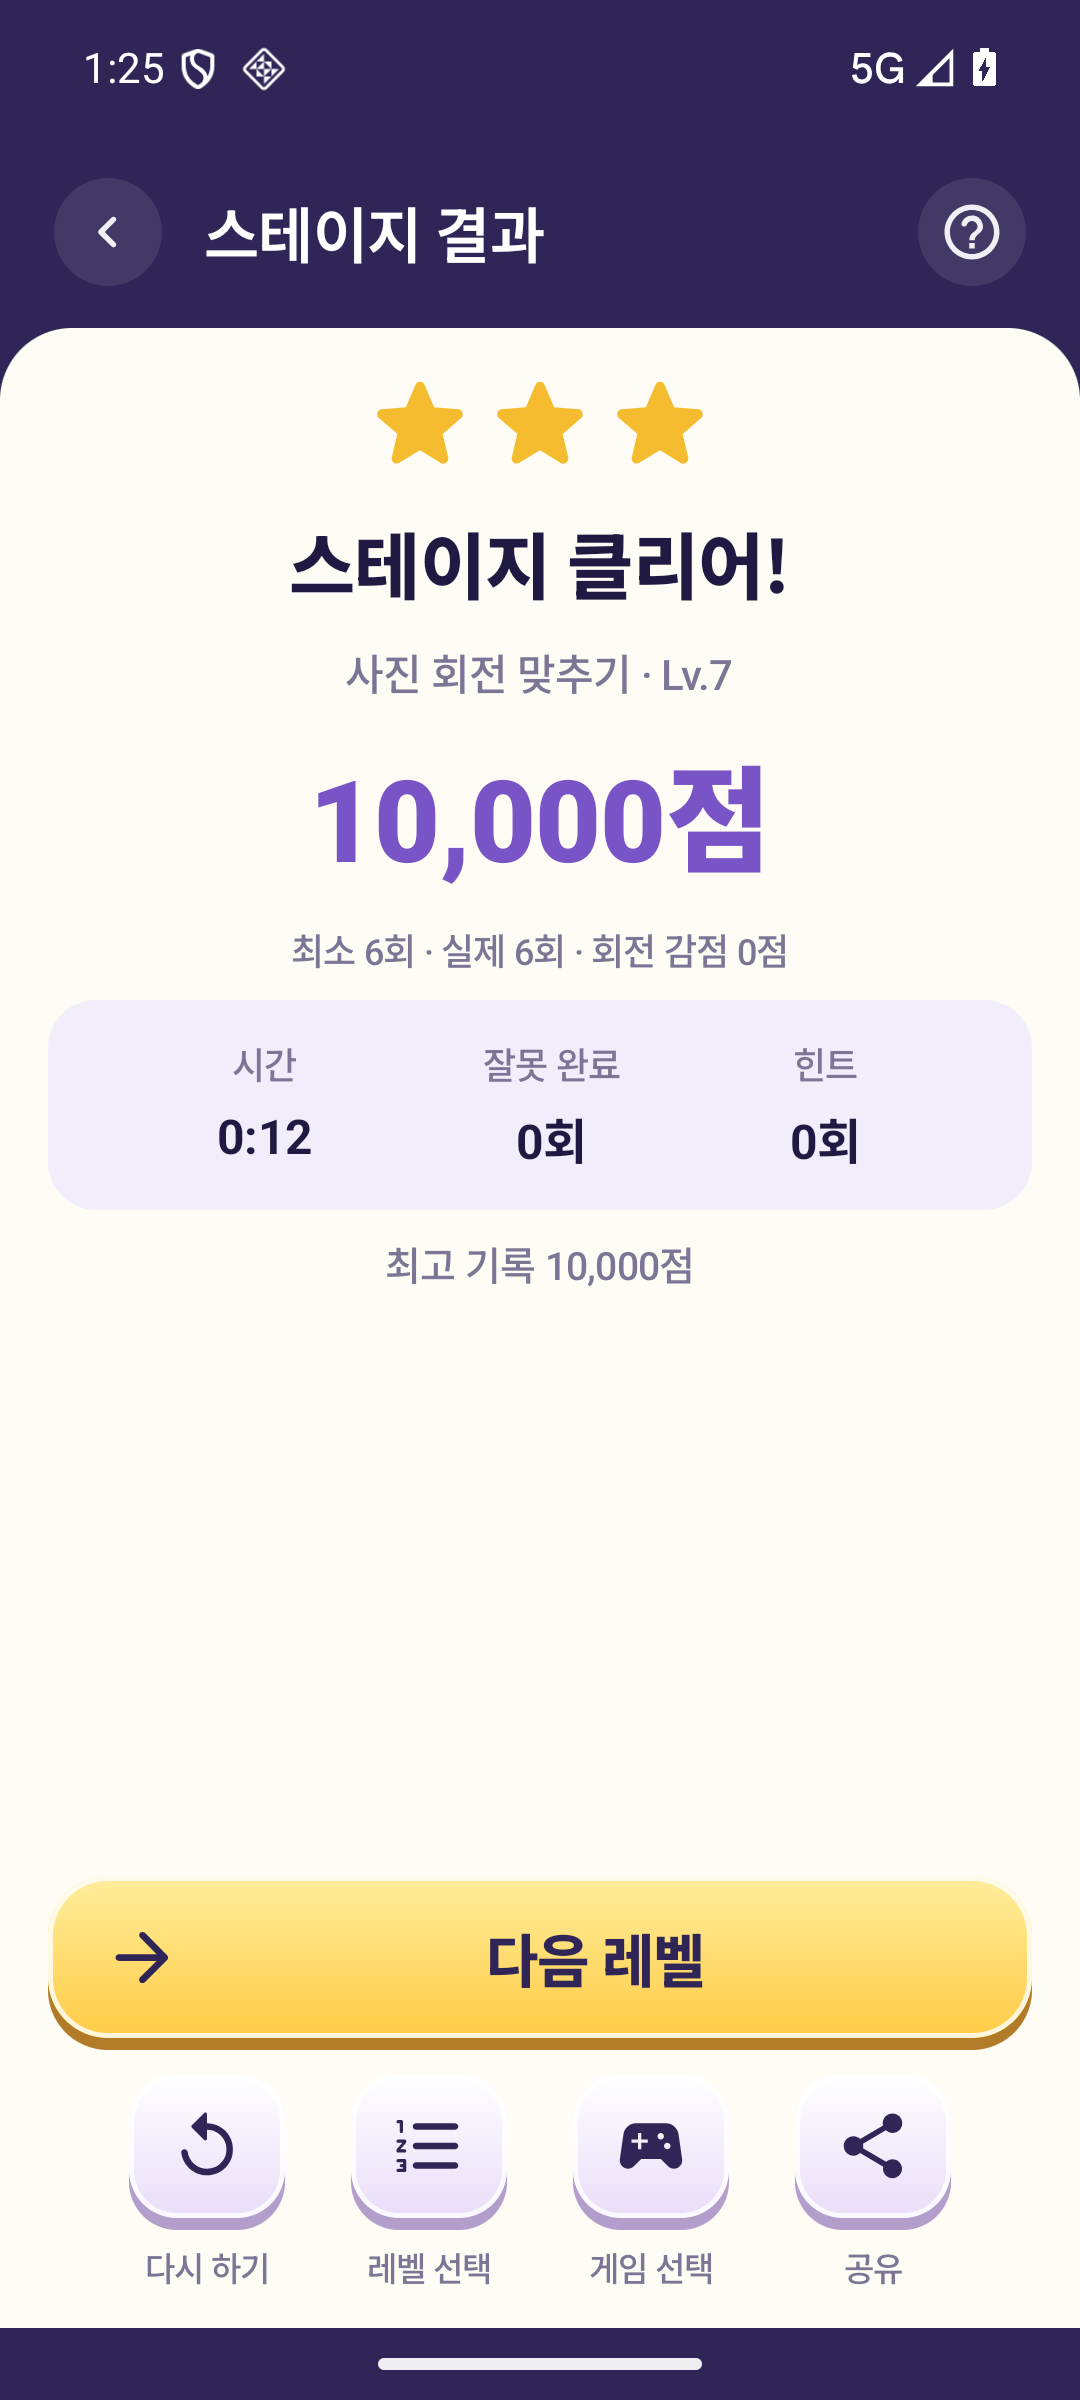 1:25 5G
스테이지 결과
스테이지 클리어!
사진 회전 맞추기 · Lv.7
10,000점
최소 6회 · 실제 6회 · 회전 감점 0점
시간 잘못 완료 힌트
0:12 0회 0회
최고 기록 10,000점
다음 레벨
다시 하기 레벨 선택 게임 선택 공유